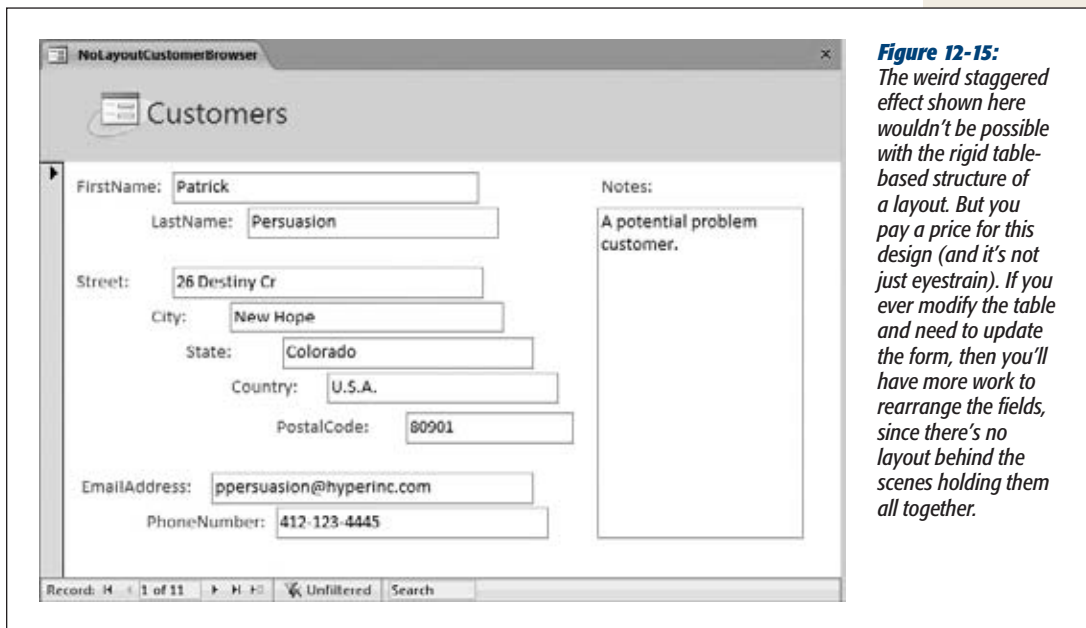 NoLayoutCustomerBrowser
Customers
FirstName: Patrick
LastName: Persuasion
Street: 26 Destiny Cr
City: New Hope
State: Colorado
Country: U.S.A.
PostalCode: 80901
EmailAddress: ppersuasion@hyperinc.com
PhoneNumber: 412-123-4445
Notes:
A potential problem
customer.
Record: 1 of 11 Unfiltered Search
Figure 12-15:
The weird staggered
effect shown here
wouldn't be possible
with the rigid table-
based structure of
a layout. But you
pay a price for this
design (and it's not
just eyestrain). If you
ever modify the table
and need to update
the form, then you'll
have more work to
rearrange the fields,
since there's no
layout behind the
scenes holding them
all together.